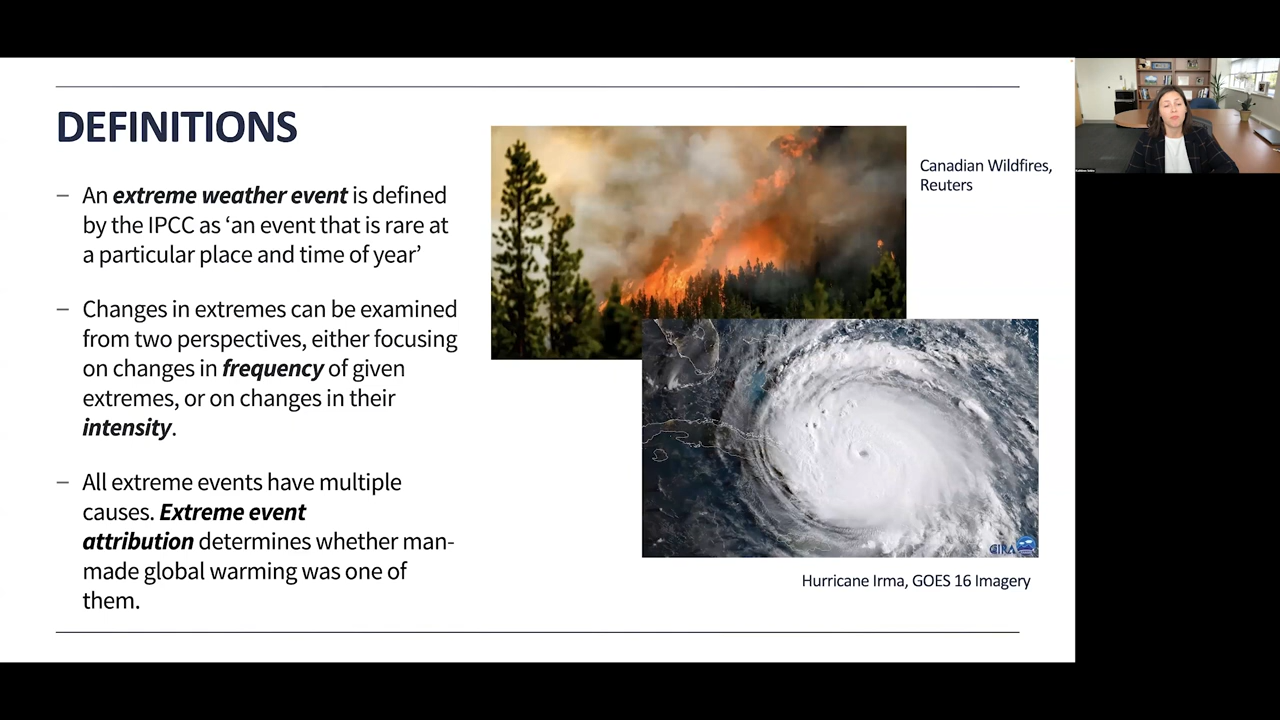 DEFINITIONS
– An extreme weather event is defined
by the IPCC as ‘an event that is rare at
a particular place and time of year’
– Changes in extremes can be examined
from two perspectives, either focusing
on changes in frequency of given
extremes, or on changes in their
intensity.
– All extreme events have multiple
causes. Extreme event
attribution determines whether man-
made global warming was one of
them.
Canadian Wildfires,
Reuters
CIRA
Hurricane Irma, GOES 16 Imagery